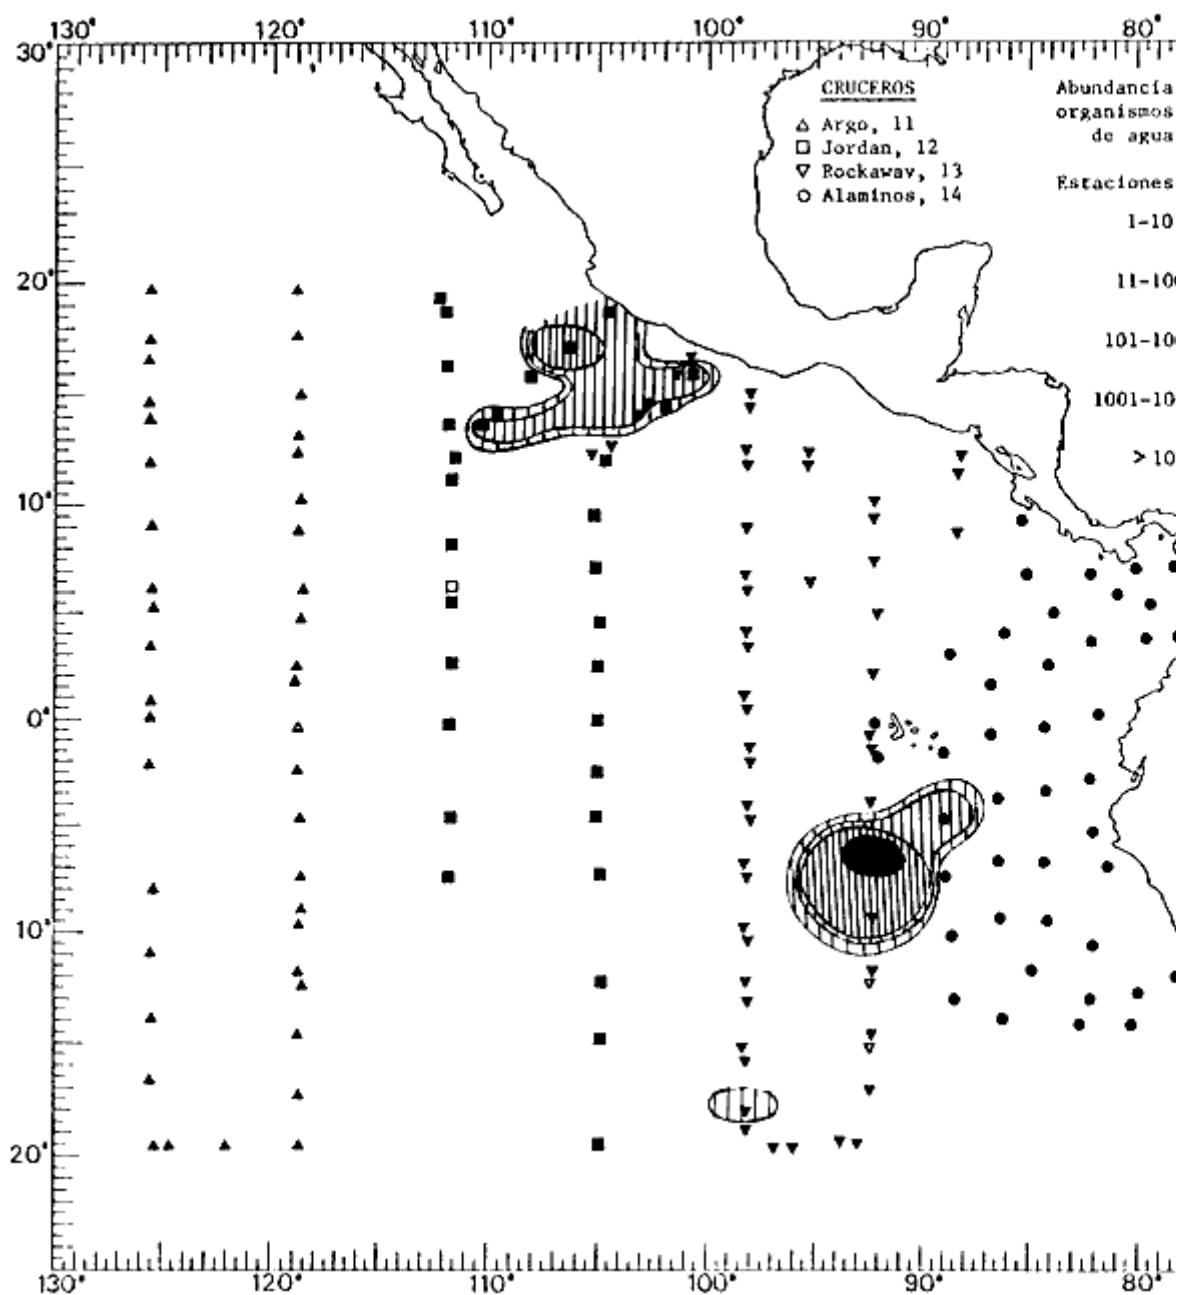 130° 120° 110° 100° 90° 80°
30°
CRUCEROS
△ Argo, 11
□ Jordan, 12
▽ Rockaway, 13
○ Alaminos, 14
Abundancia
organismos
de agua
Estaciones
1-10
11-100
101-10
1001-10
> 10
20°
10°
0°
10°
20°
130° 120° 110° 100° 90° 80°